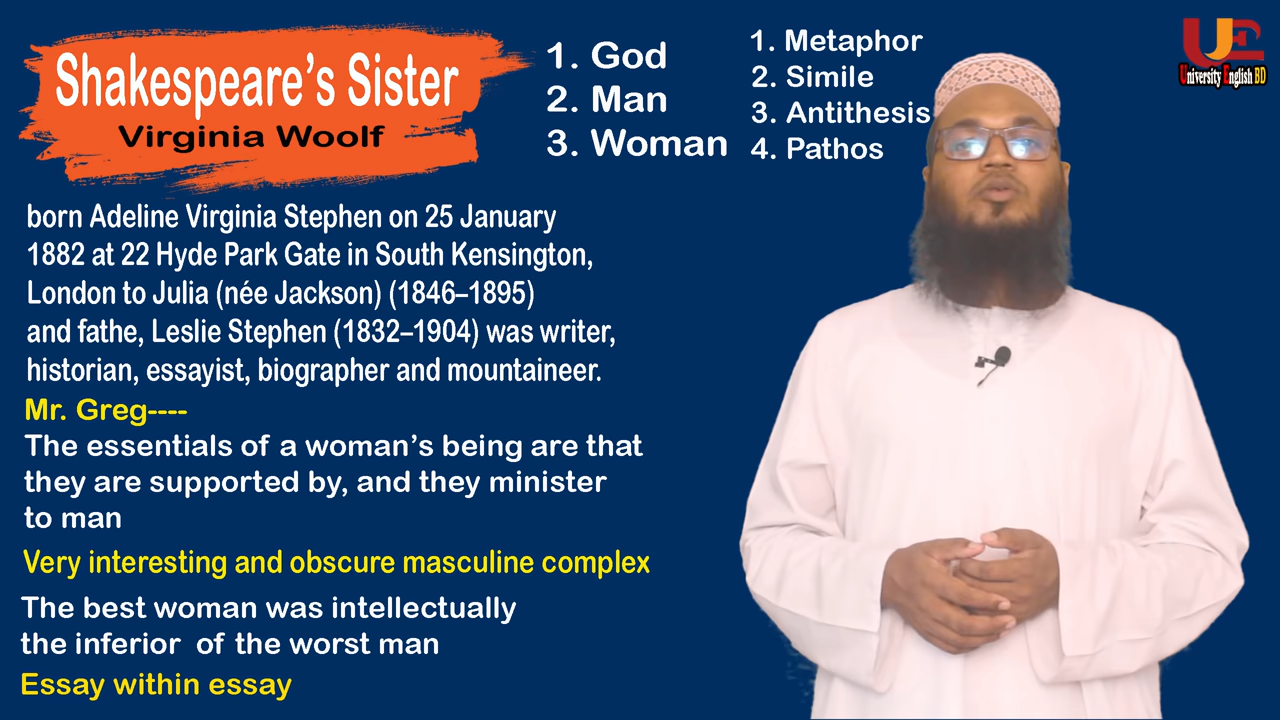 Shakespeare's Sister
Virginia Woolf
1. God
2. Man
3. Woman
1. Metaphor
2. Simile
3. Antithesis
4. Pathos
UE
University English BD
born Adeline Virginia Stephen on 25 January
1882 at 22 Hyde Park Gate in South Kensington,
London to Julia (née Jackson) (1846–1895)
and fathe, Leslie Stephen (1832–1904) was writer,
historian, essayist, biographer and mountaineer.
Mr. Greg----
The essentials of a woman's being are that
they are supported by, and they minister
to man
Very interesting and obscure masculine complex
The best woman was intellectually
the inferior of the worst man
Essay within essay